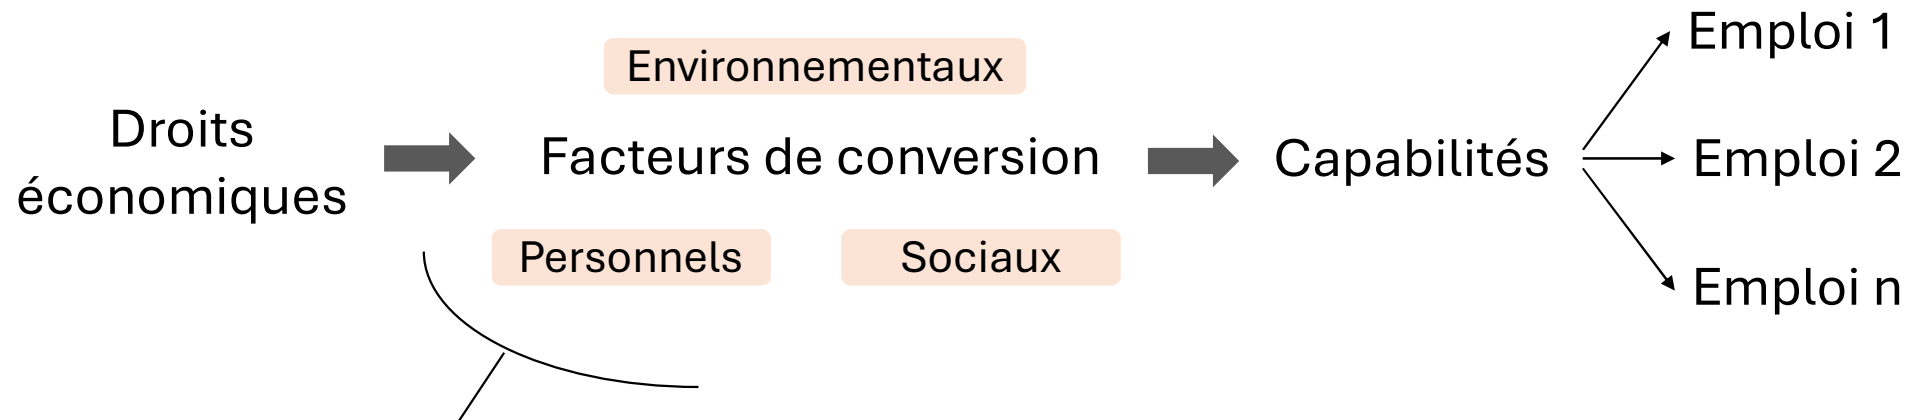 Emploi 1
Environnementaux
Droits
économiques
Facteurs de conversion
Capabilités
Emploi 2
Personnels
Sociaux
Emploi n